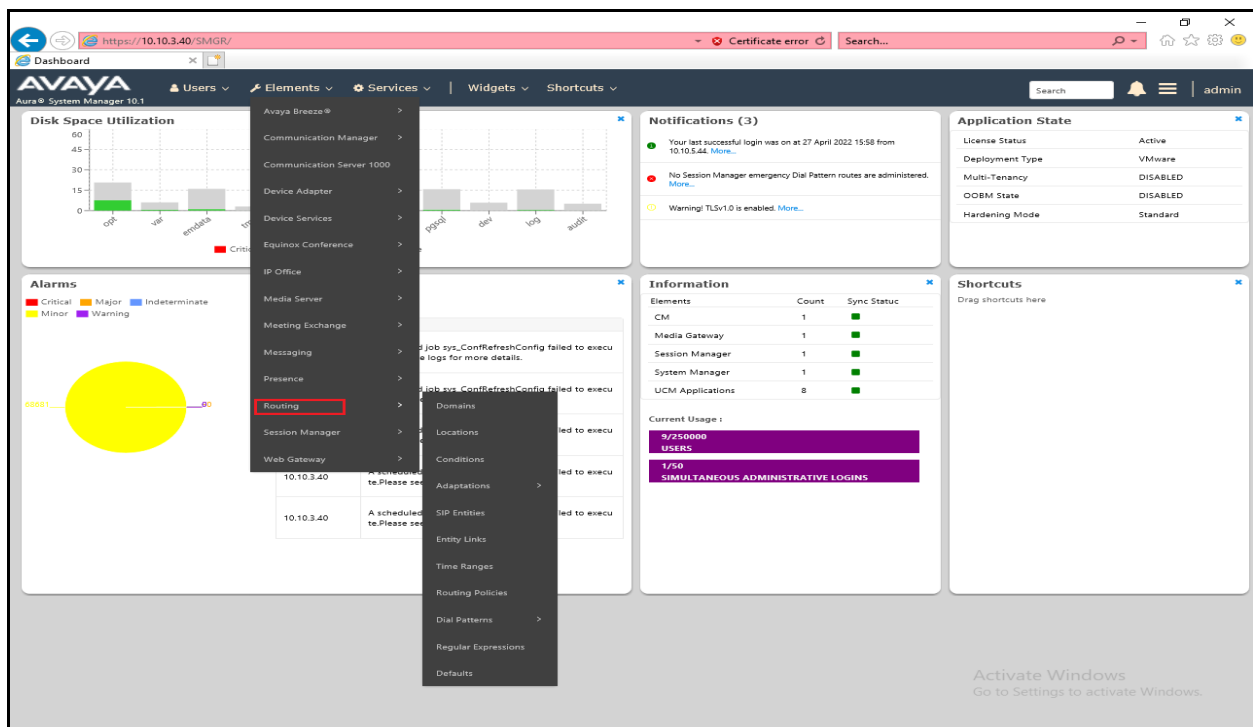 https://10.10.3.40/SMGR/
Certificate error
Search...
Dashboard
AVAYA
Aura® System Manager 10.1
Users
Elements
Services
|
Widgets
Shortcuts
Search
admin
Disk Space Utilization
60
45
30
15
0
opt
var
emdata
pgsql
dev
log
audit
Avaya Breeze®
Communication Manager
Communication Server 1000
Device Adapter
Device Services
Equinox Conference
IP Office
Media Server
Meeting Exchange
Messaging
Presence
Routing
Session Manager
Web Gateway
Domains
Locations
Conditions
Adaptations
SIP Entities
Entity Links
Time Ranges
Routing Policies
Dial Patterns
Regular Expressions
Defaults
Notifications (3)
Your last successful login was on at 27 April 2022 15:58 from
10.10.5.44. More...
No Session Manager emergency Dial Pattern routes are administered.
More...
Warning! TLSv1.0 is enabled. More...
Application State
License Status Active
Deployment Type VMware
Multi-Tenancy DISABLED
OOBM State DISABLED
Hardening Mode Standard
Alarms
Critical Major Indeterminate
Minor Warning
job sys_ConfRefreshConfig failed to execu
logs for more details.
job sys_ConfRefreshConfig failed to execu
led to execu
10.10.3.40
A scheduled
te.Please see
led to execu
10.10.3.40
A scheduled
te.Please see
led to execu
Information
Elements Count Sync Status
CM 1
Media Gateway 1
Session Manager 1
System Manager 1
UCM Applications 8
Current Usage :
9/250000
USERS
1/50
SIMULTANEOUS ADMINISTRATIVE LOGINS
Shortcuts
Drag shortcuts here
Activate Windows
Go to Settings to activate Windows.